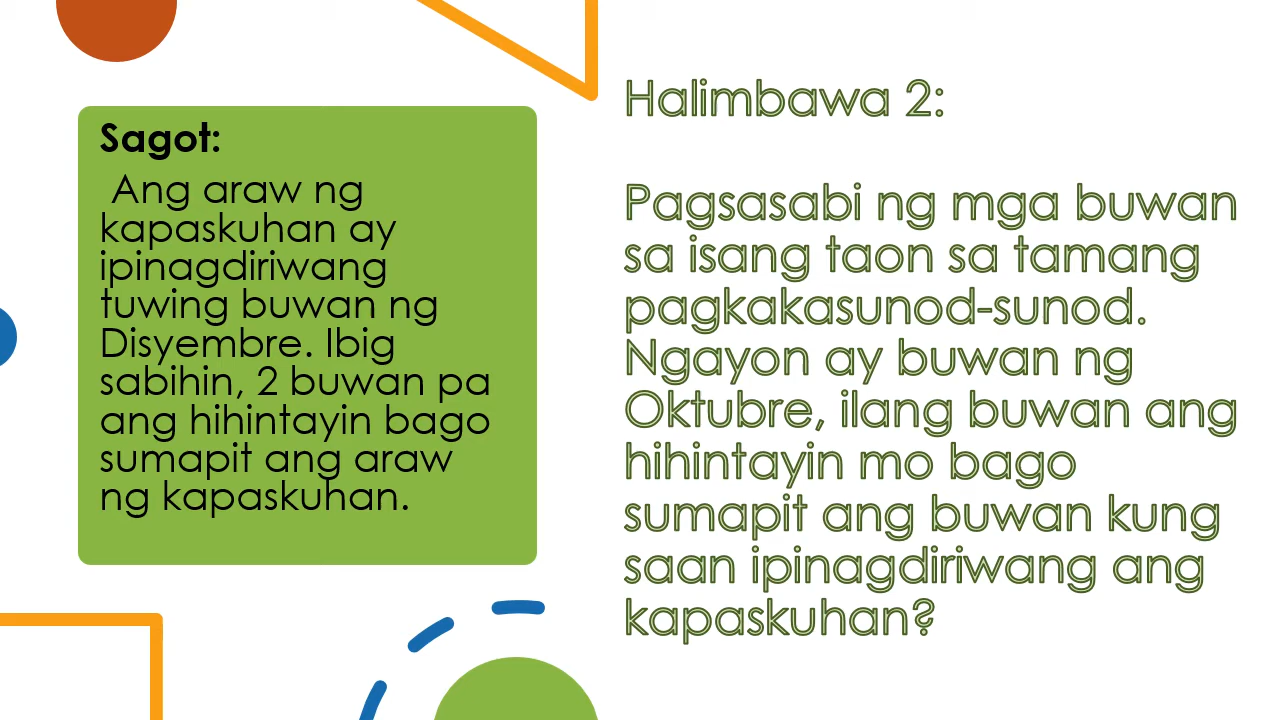 Sagot:
Ang araw ng
kapaskuhan ay
ipinagdiriwang
tuwing buwan ng
Disyembre. Ibig
sabihin, 2 buwan pa
ang hihintayin bago
sumapit ang araw
ng kapaskuhan.
Halimbawa 2:
Pagsasabi ng mga buwan
sa isang taon sa tamang
pagkakasunod-sunod.
Ngayon ay buwan ng
Oktubre, ilang buwan ang
hihintayin mo bago
sumapit ang buwan kung
saan ipinagdiriwang ang
kapaskuhan?